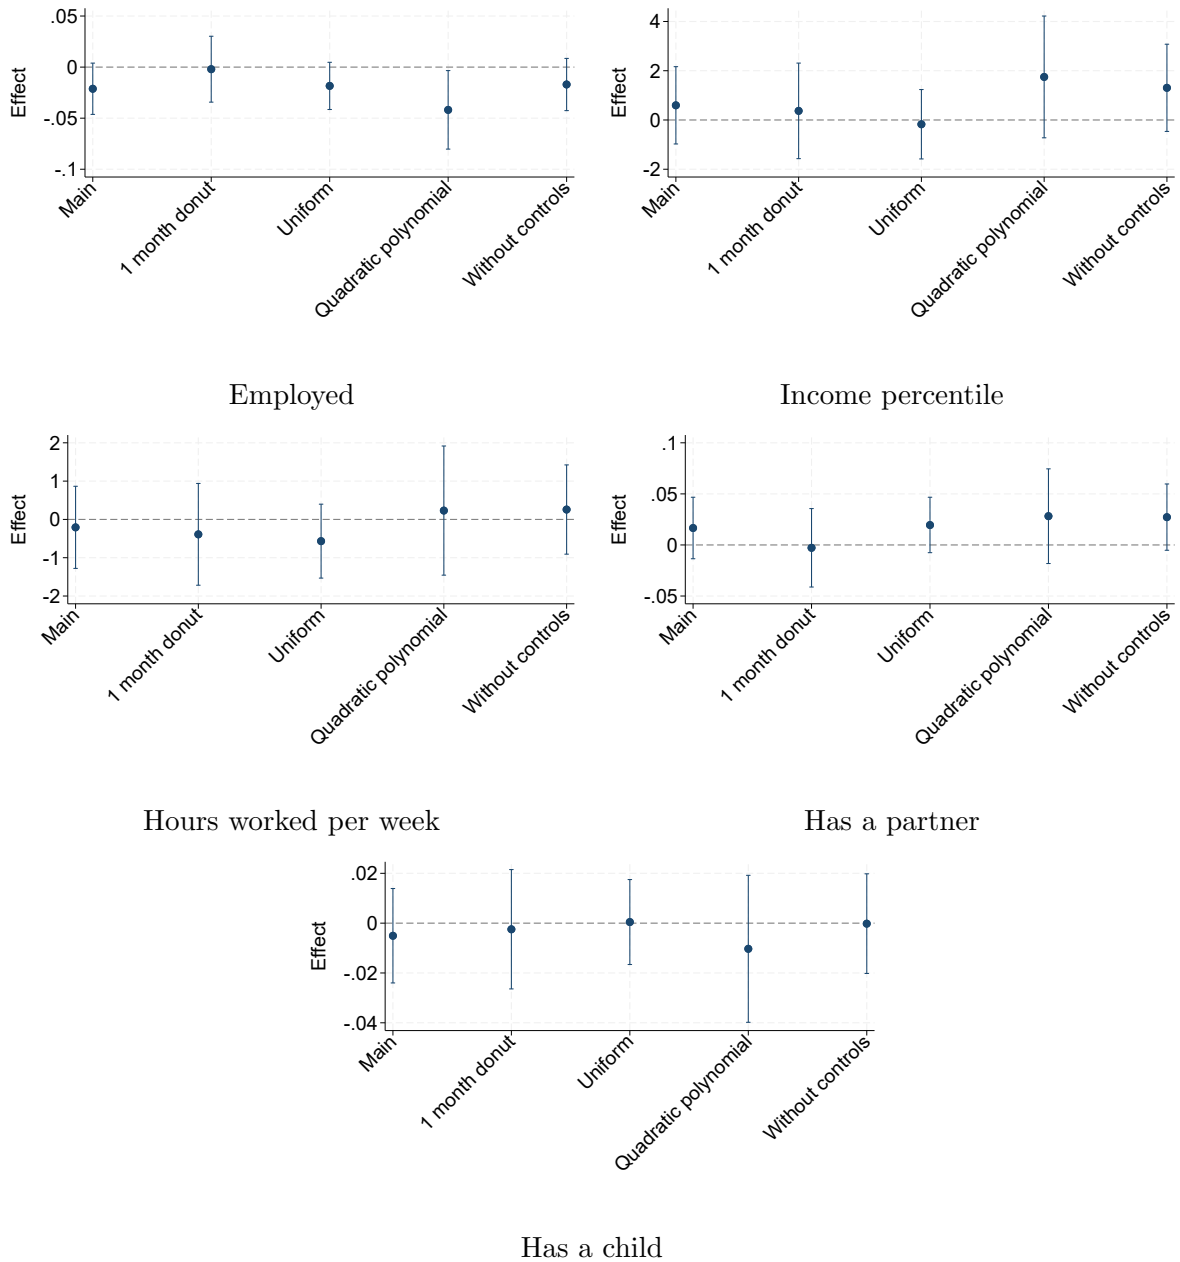 Effect
.05
0
-.05
-.1
Main
1 month donut
Uniform
Quadratic polynomial
Without controls
Employed
Effect
4
2
0
-2
Main
1 month donut
Uniform
Quadratic polynomial
Without controls
Income percentile
Effect
2
1
0
-1
-2
Main
1 month donut
Uniform
Quadratic polynomial
Without controls
Hours worked per week
Effect
.1
.05
0
-.05
Main
1 month donut
Uniform
Quadratic polynomial
Without controls
Has a partner
Effect
.02
0
-.02
-.04
Main
1 month donut
Uniform
Quadratic polynomial
Without controls
Has a child